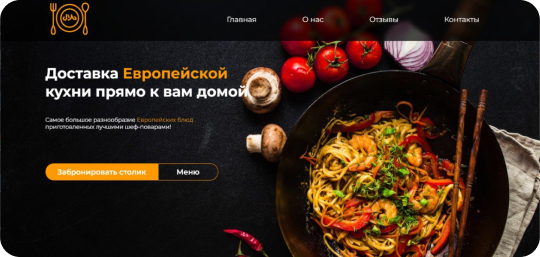 Главная
О нас
Отзывы
Контакты
Доставка Европейской
кухни прямо к вам домой
Самое большое разнообразие Европейских блюд
приготовленных лучшими шеф-поварами!
Забронировать столик
Меню